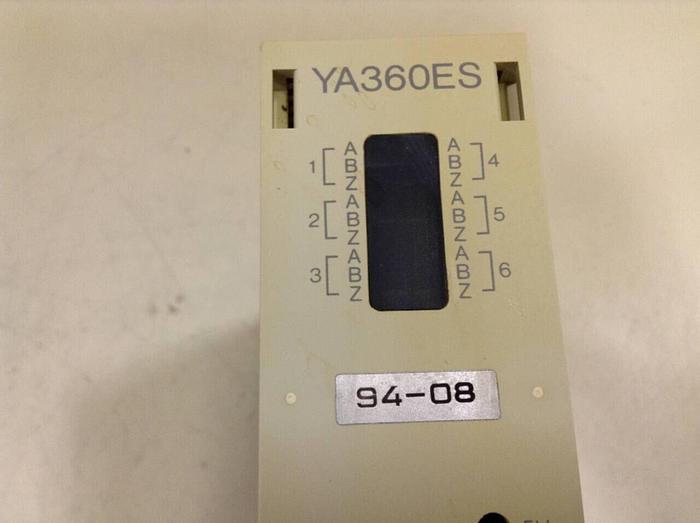 YA360ES
A A
1 B B 4
Z Z
A A
2 B B 5
Z Z
A A
3 B B 6
Z Z
94-08